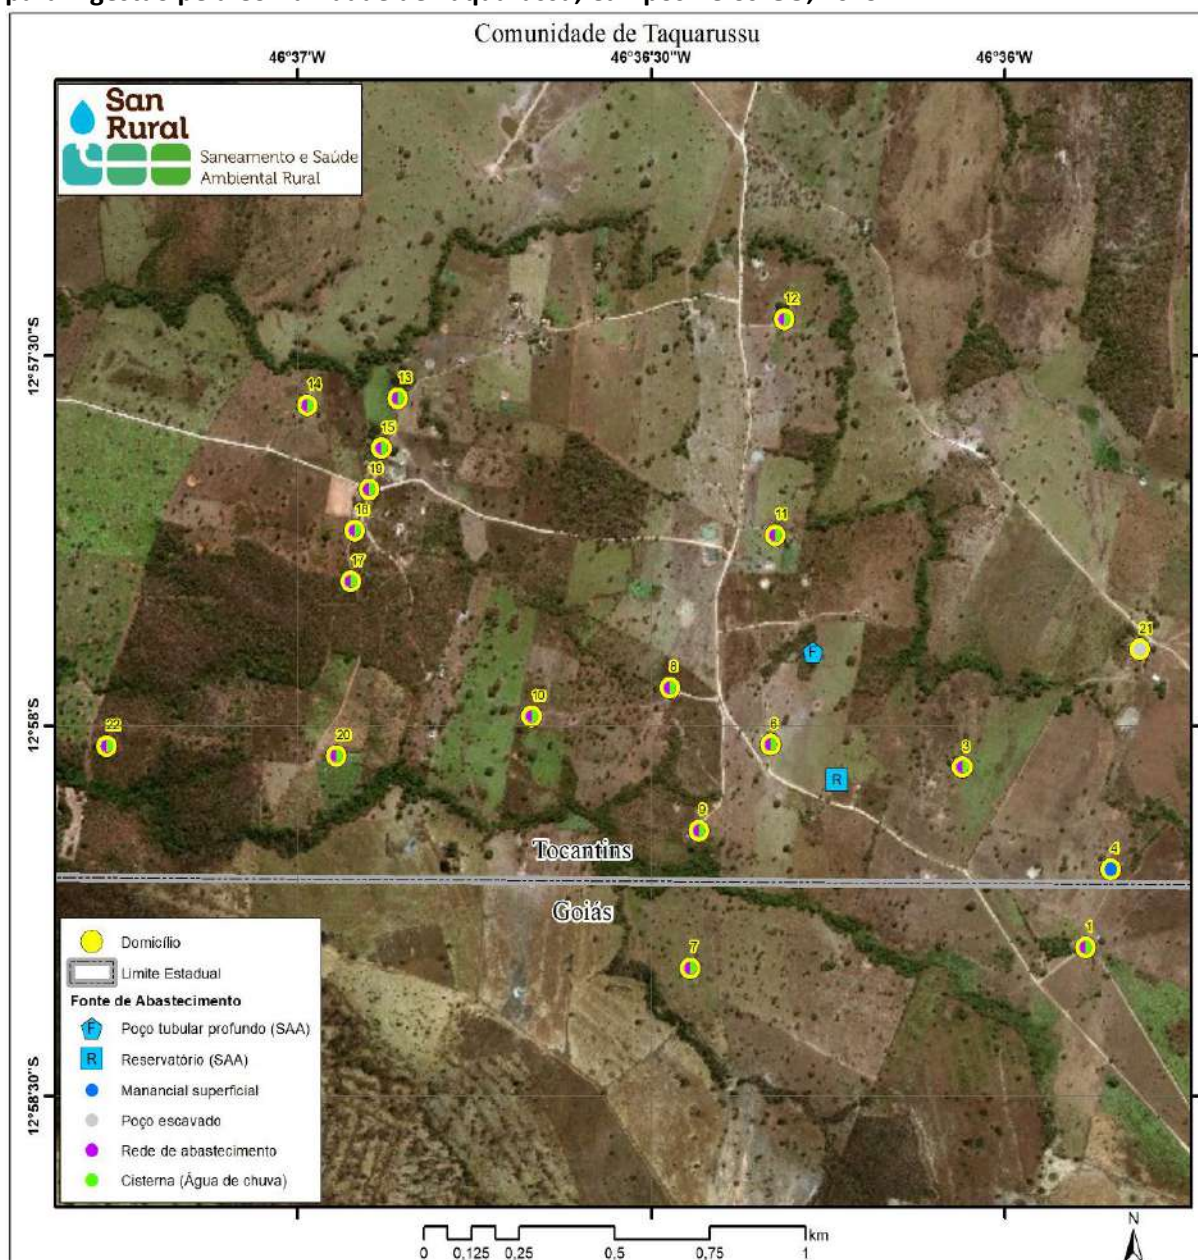 Comunidade de Taquarussu
46°37'W
46°36'30"W
46°36'W
San
Rural
Saneamento e Saúde
Ambiental Rural
12°57'30"S
12°58'S
12°58'30"S
12
14
13
15
19
17
11
21
F
8
10
6
3
22
20
R
9
Tocantins
4
Goiás
1
7
Domicílio
Limite Estadual
Fonte de Abastecimento
F Poço tubular profundo (SAA)
R Reservatório (SAA)
Manancial superficial
Poço escavado
Rede de abastecimento
Cisterna (Água de chuva)
km
0 0,125 0,25 0,5 0,75 1
N